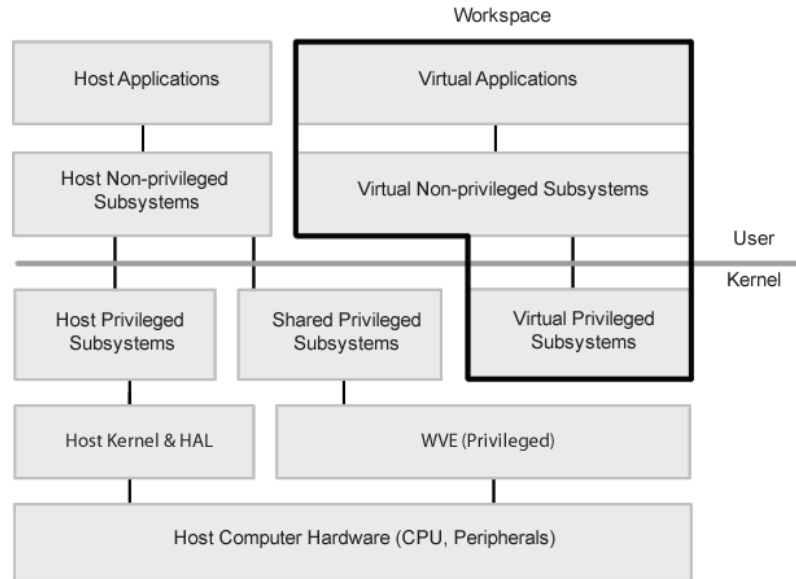 Workspace
Host Applications
Virtual Applications
Host Non-privileged
Subsystems
Virtual Non-privileged Subsystems
User
Kernel
Host Privileged
Subsystems
Shared Privileged
Subsystems
Virtual Privileged
Subsystems
Host Kernel & HAL
WVE (Privileged)
Host Computer Hardware (CPU, Peripherals)